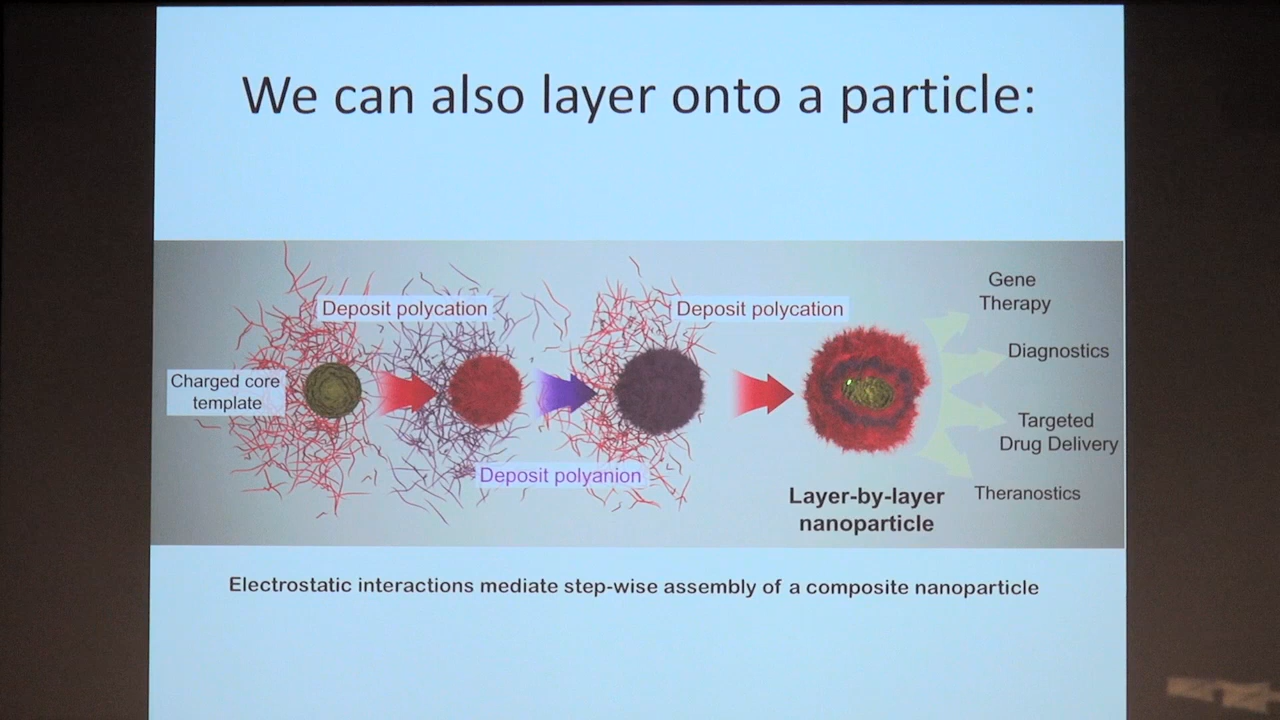 We can also layer onto a particle:
Deposit polycation
Deposit polycation
Charged core
template
Deposit polyanion
Layer-by-layer
nanoparticle
Gene
Therapy
Diagnostics
Targeted
Drug Delivery
Theranostics
Electrostatic interactions mediate step-wise assembly of a composite nanoparticle